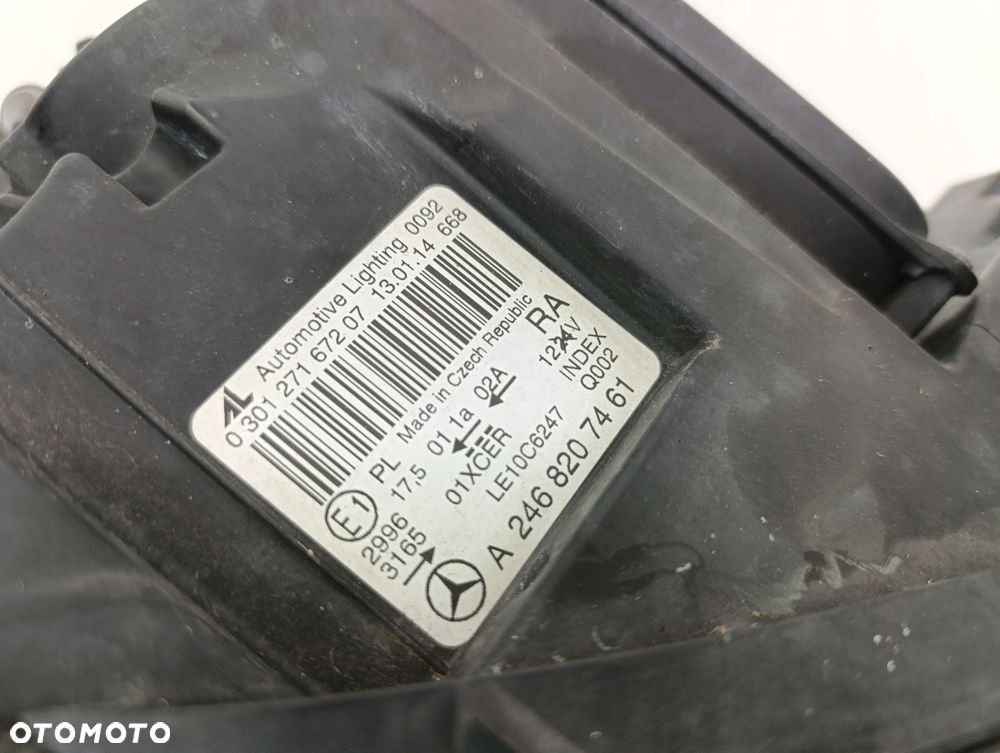 AL Automotive Lighting 0092
0 301 271 672 07 13.01.14 668
Made in Czech Republic
E1 PL
17,5 01 1a 02A
2996
3165
01XCER
LE10C6247
RA
1224V
INDEX
Q002
A 246 820 74 61
OTOMOTO